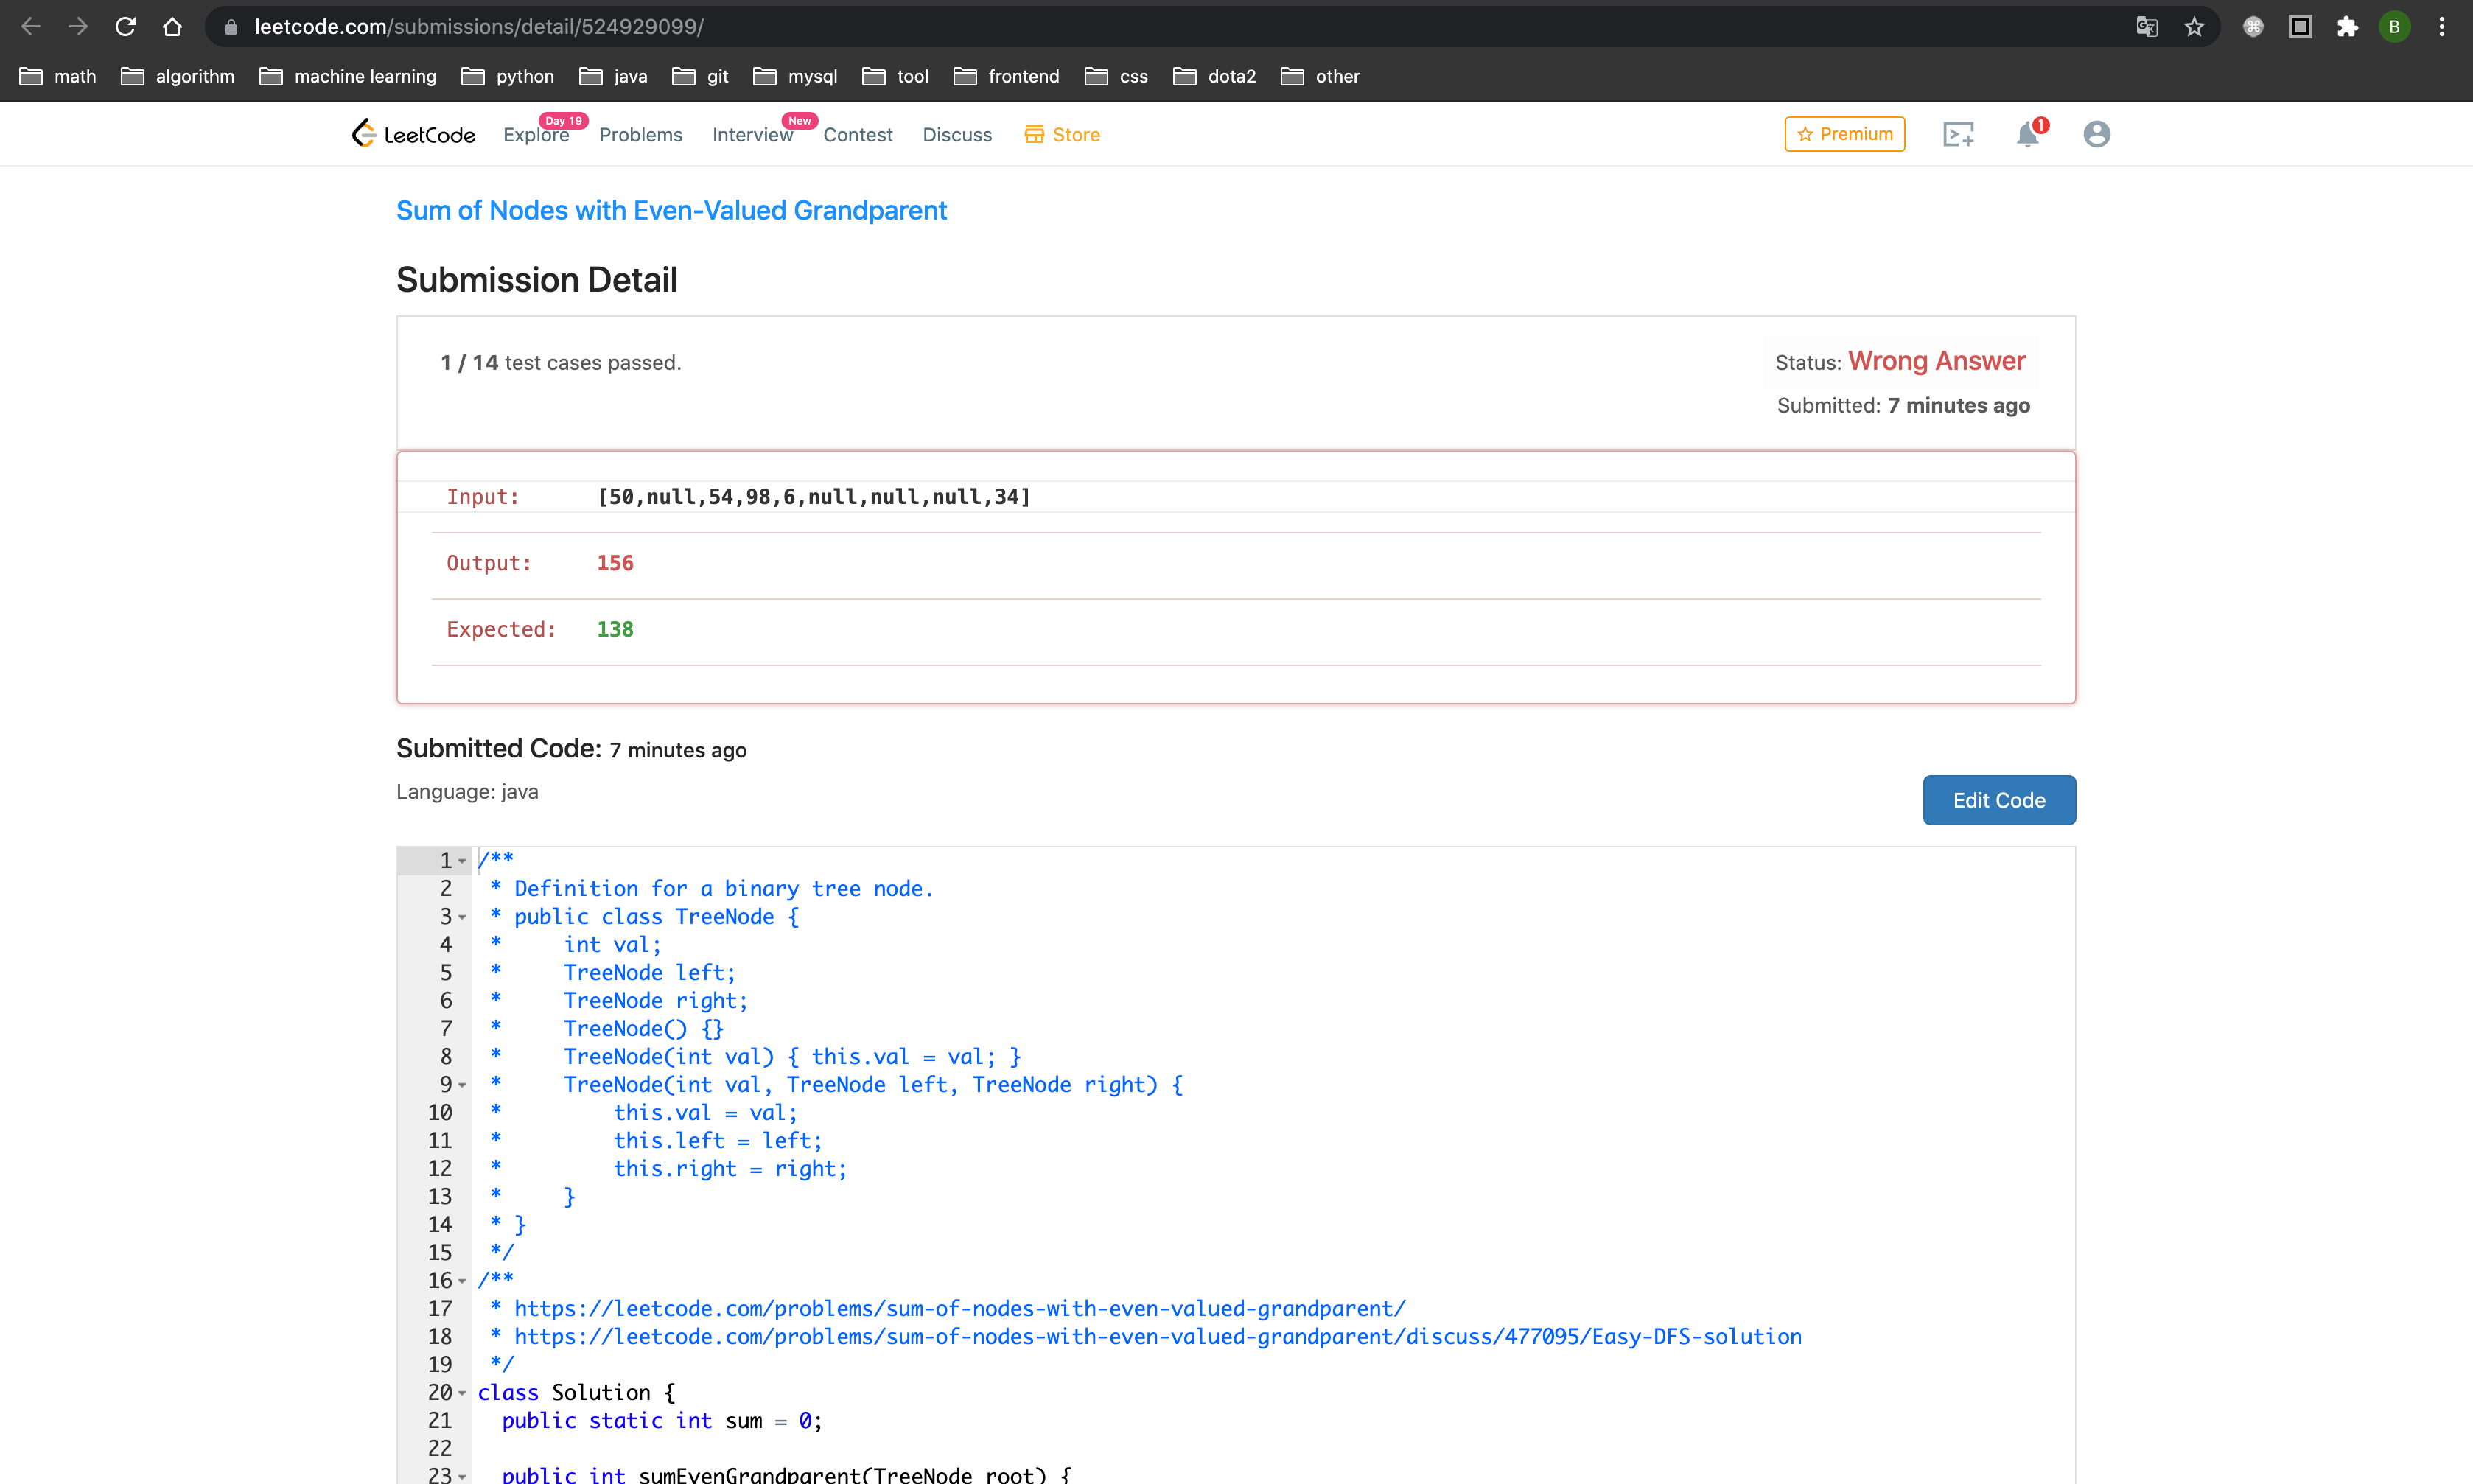 leetcode.com/submissions/detail/524929099/
B
math algorithm machine learning python java git mysql tool frontend css dota2 other
LeetCode Explore Day 19 Problems Interview New Contest Discuss Store Premium 1
Sum of Nodes with Even-Valued Grandparent
Submission Detail
1 / 14 test cases passed.
Status: Wrong Answer
Submitted: 7 minutes ago
Input: [50,null,54,98,6,null,null,null,34]
Output: 156
Expected: 138
Submitted Code: 7 minutes ago
Language: java
Edit Code
1 /**
2 * Definition for a binary tree node.
3 * public class TreeNode {
4 *     int val;
5 *     TreeNode left;
6 *     TreeNode right;
7 *     TreeNode() {}
8 *     TreeNode(int val) { this.val = val; }
9 *     TreeNode(int val, TreeNode left, TreeNode right) {
10 *         this.val = val;
11 *         this.left = left;
12 *         this.right = right;
13 *     }
14 * }
15 */
16 /**
17 * https://leetcode.com/problems/sum-of-nodes-with-even-valued-grandparent/
18 * https://leetcode.com/problems/sum-of-nodes-with-even-valued-grandparent/discuss/477095/Easy-DFS-solution
19 */
20 class Solution {
21   public static int sum = 0;
22
23   public int sumEvenGrandparent(TreeNode root) {